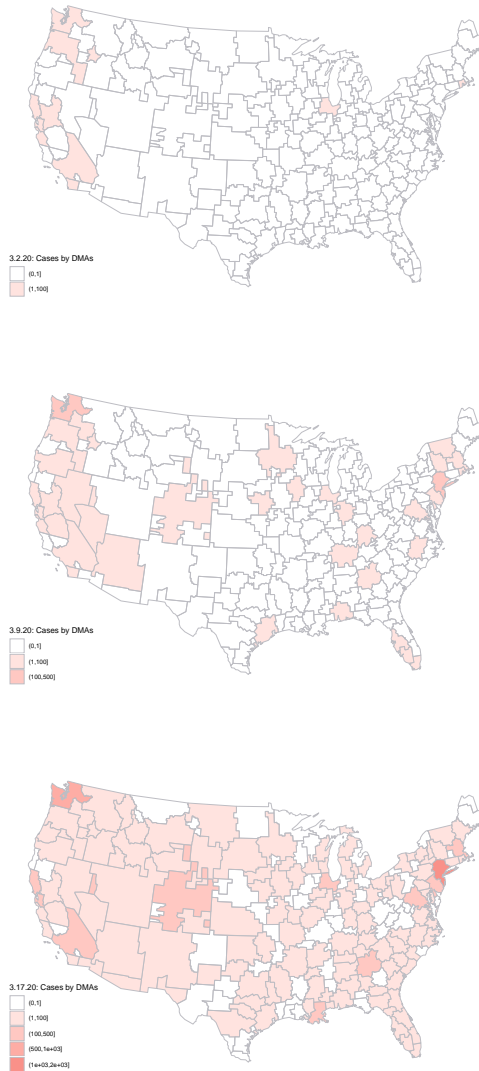 3.2.20: Cases by DMAs
(0,1]
(1,100]
3.9.20: Cases by DMAs
(0,1]
(1,100]
(100,500]
3.17.20: Cases by DMAs
(0,1]
(1,100]
(100,500]
(500,1e+03]
(1e+03,2e+03]